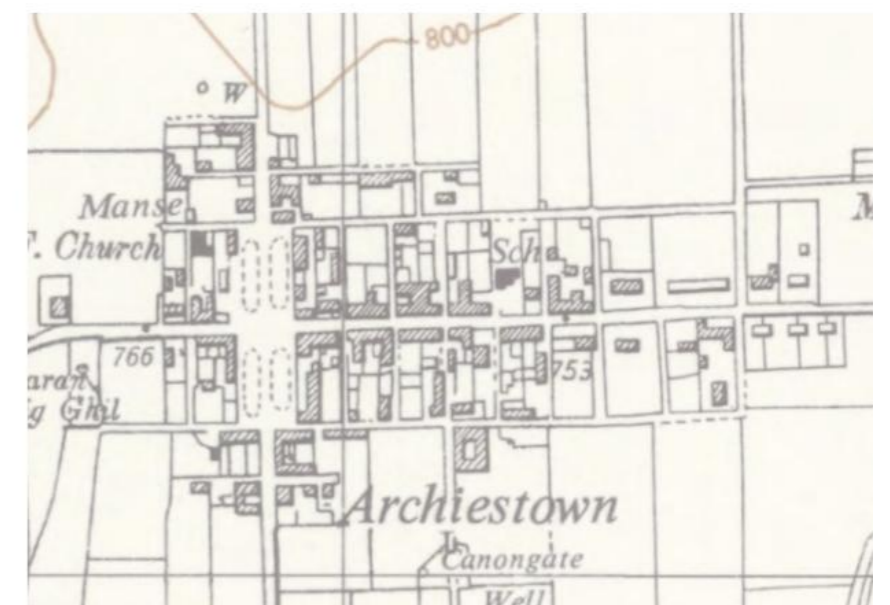 800
W
Manse
F. Church
Sch
M
766
753
Archiestown
Canongate
Well